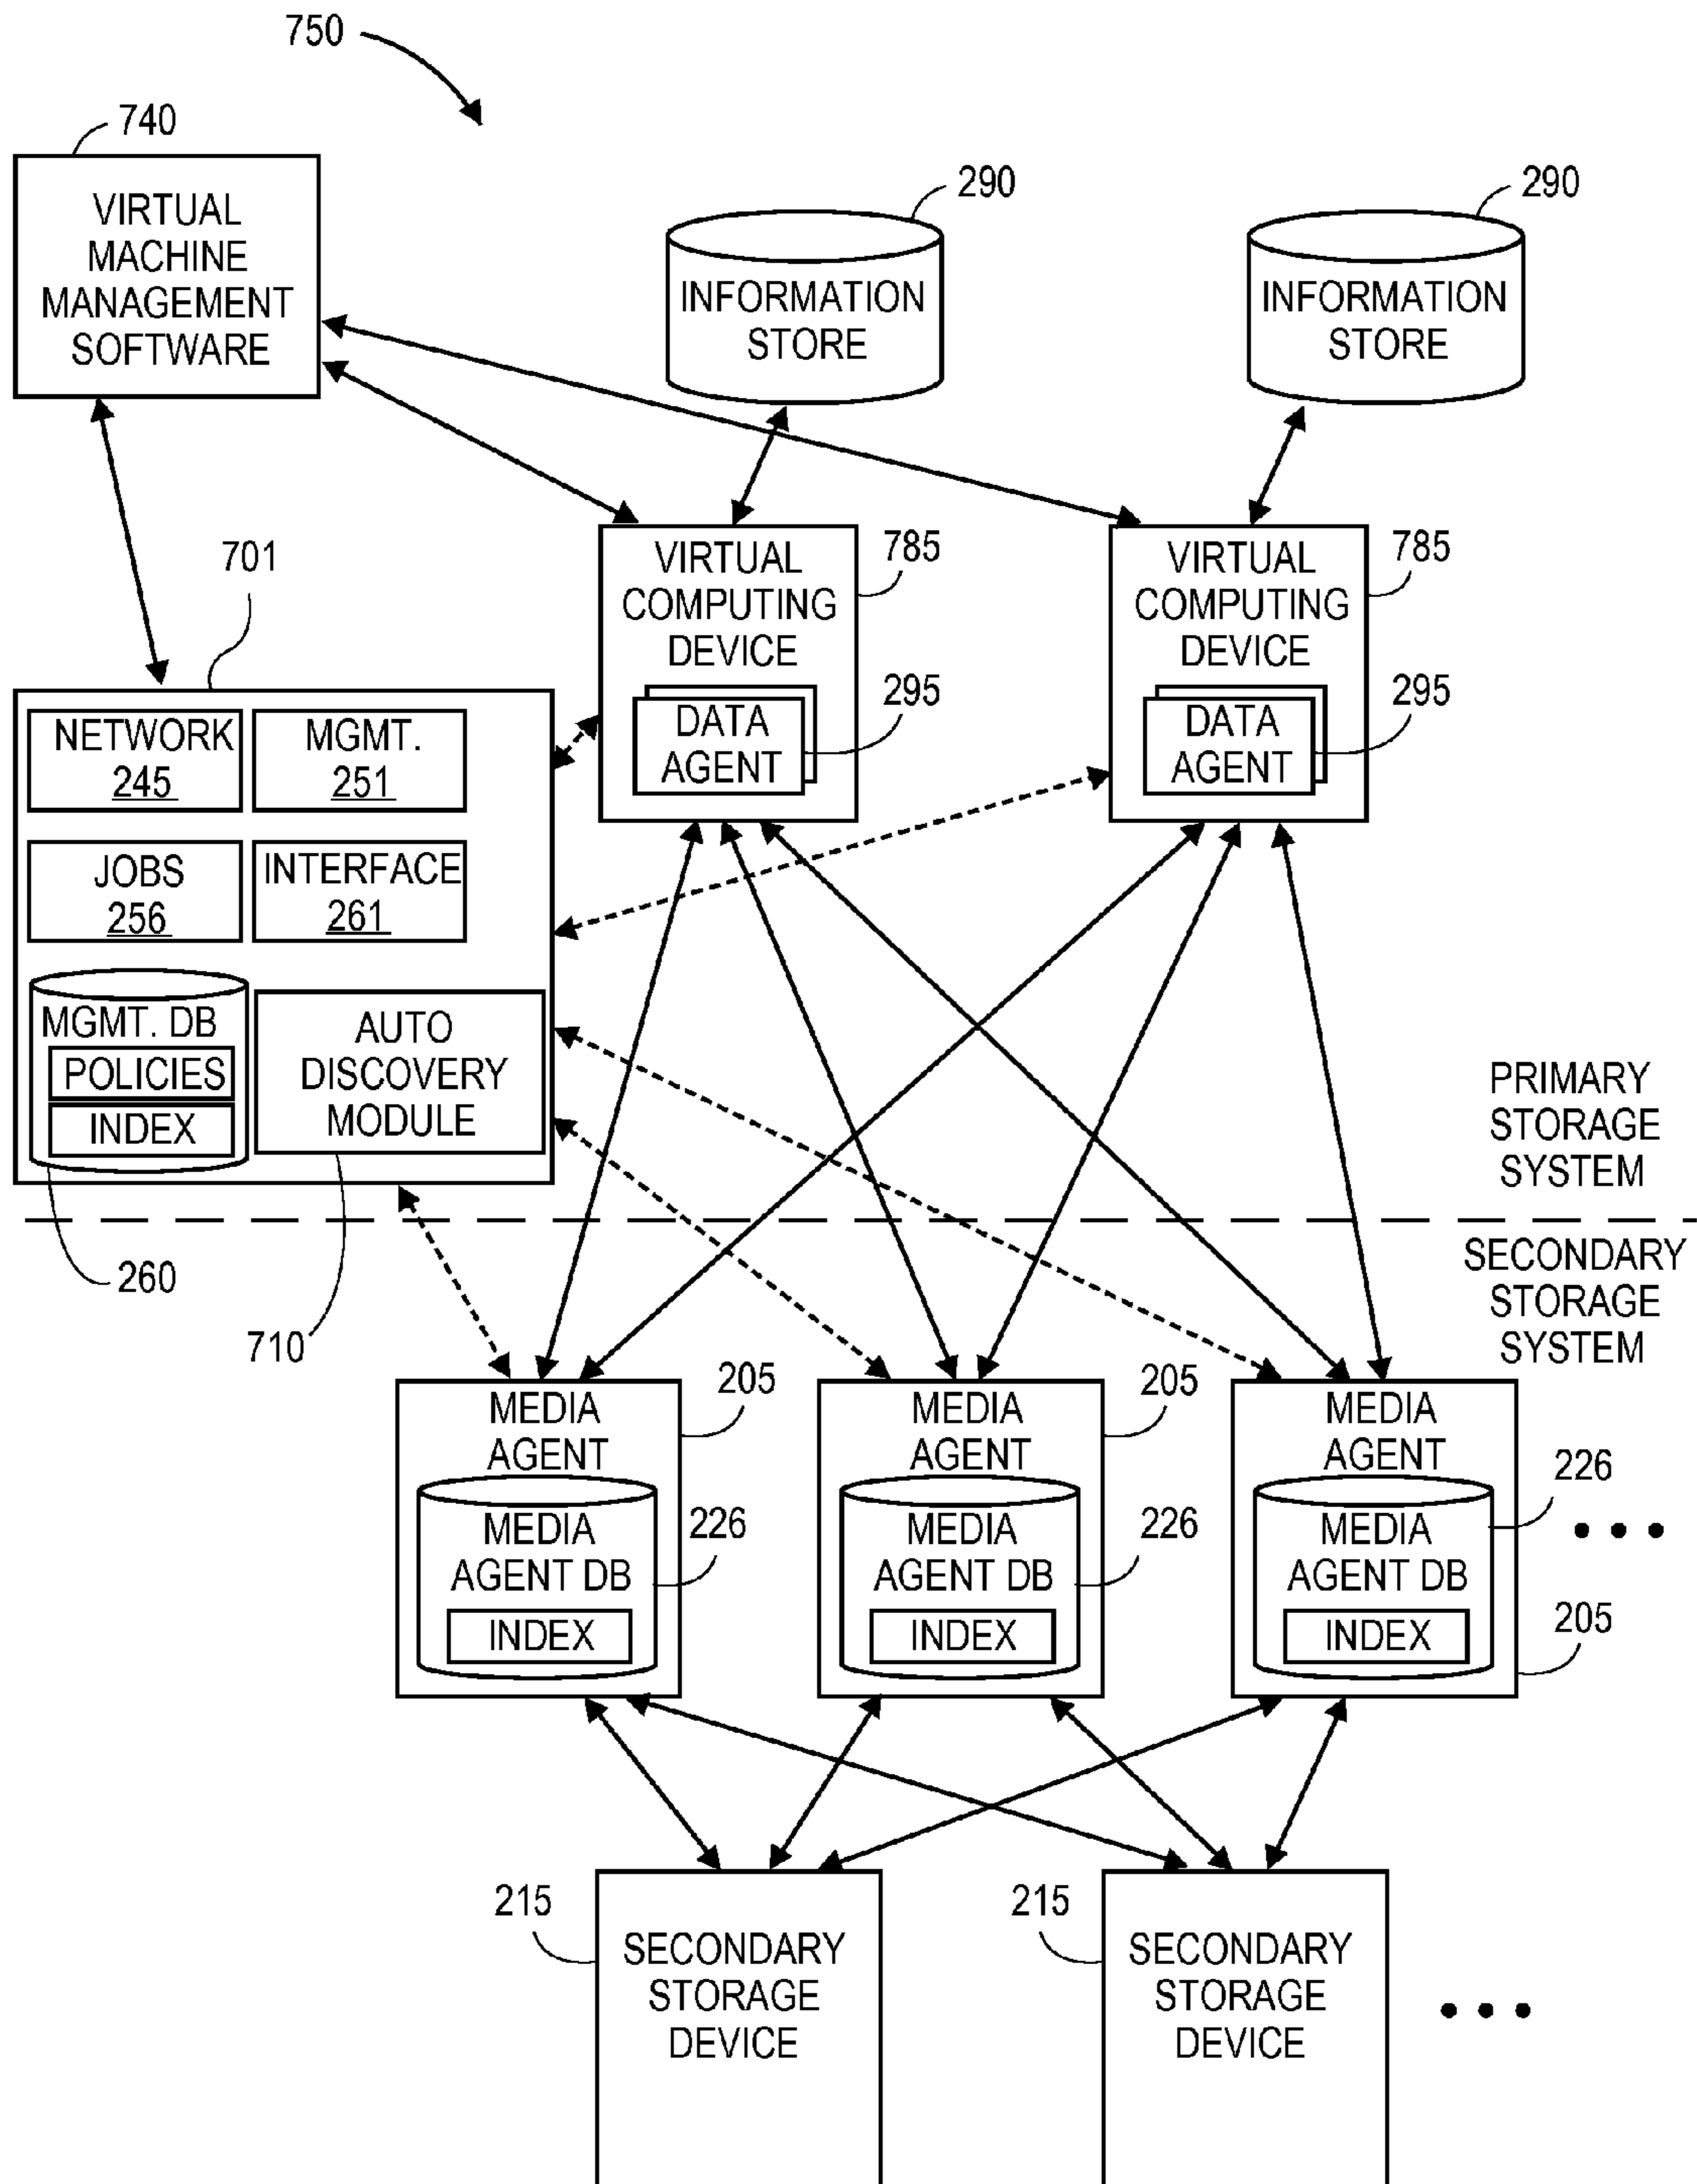 750
740
VIRTUAL
MACHINE
MANAGEMENT
SOFTWARE
290
INFORMATION
STORE
290
INFORMATION
STORE
701
VIRTUAL
COMPUTING
DEVICE
785
DATA
AGENT
295
VIRTUAL
COMPUTING
DEVICE
785
DATA
AGENT
295
NETWORK
245
MGMT.
251
JOBS
256
INTERFACE
261
MGMT. DB
POLICIES
INDEX
AUTO
DISCOVERY
MODULE
260
710
PRIMARY
STORAGE
SYSTEM
SECONDARY
STORAGE
SYSTEM
MEDIA
AGENT
205
MEDIA
AGENT DB
INDEX
226
MEDIA
AGENT
205
MEDIA
AGENT DB
INDEX
226
MEDIA
AGENT
226
MEDIA
AGENT DB
INDEX
205
• • •
215
SECONDARY
STORAGE
DEVICE
215
SECONDARY
STORAGE
DEVICE
• • •